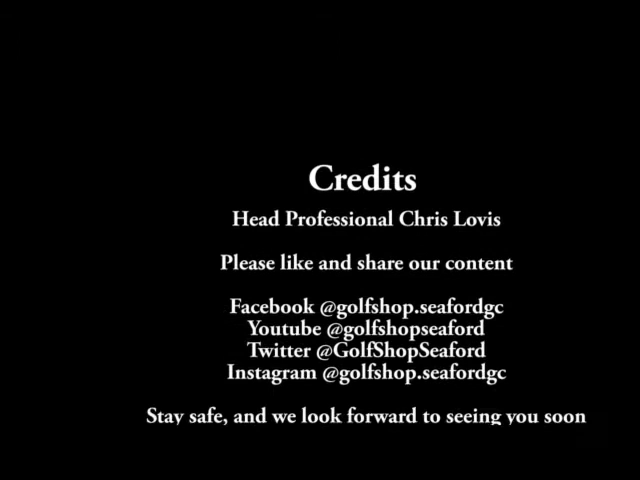 Credits
Head Professional Chris Lovis
Please like and share our content
Facebook @golfshop.seafordgc
Youtube @golfshopseaford
Twitter @GolfShopSeaford
Instagram @golfshop.seafordgc
Stay safe, and we look forward to seeing you soon